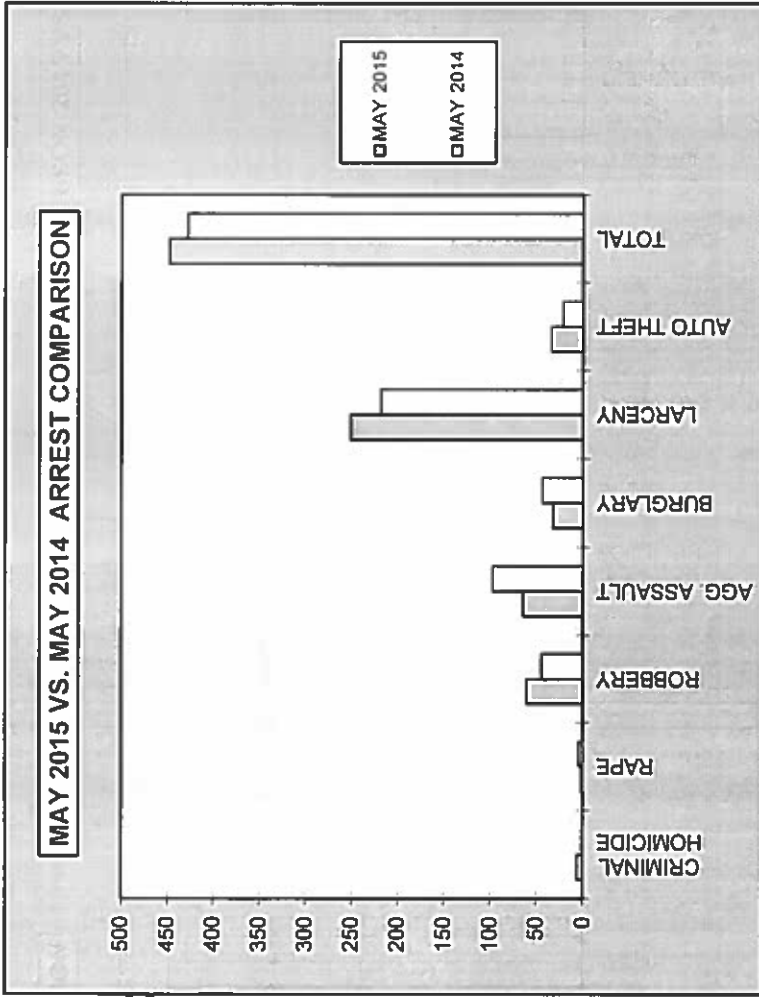 MAY 2015 VS. MAY 2014 ARREST COMPARISON
500
450
400
350
300
250
200
150
100
50
0
CRIMINAL
HOMICIDE
RAPE
ROBBERY
AGG. ASSAULT
BURGLARY
LARCENY
AUTO THEFT
TOTAL
MAY 2015
MAY 2014